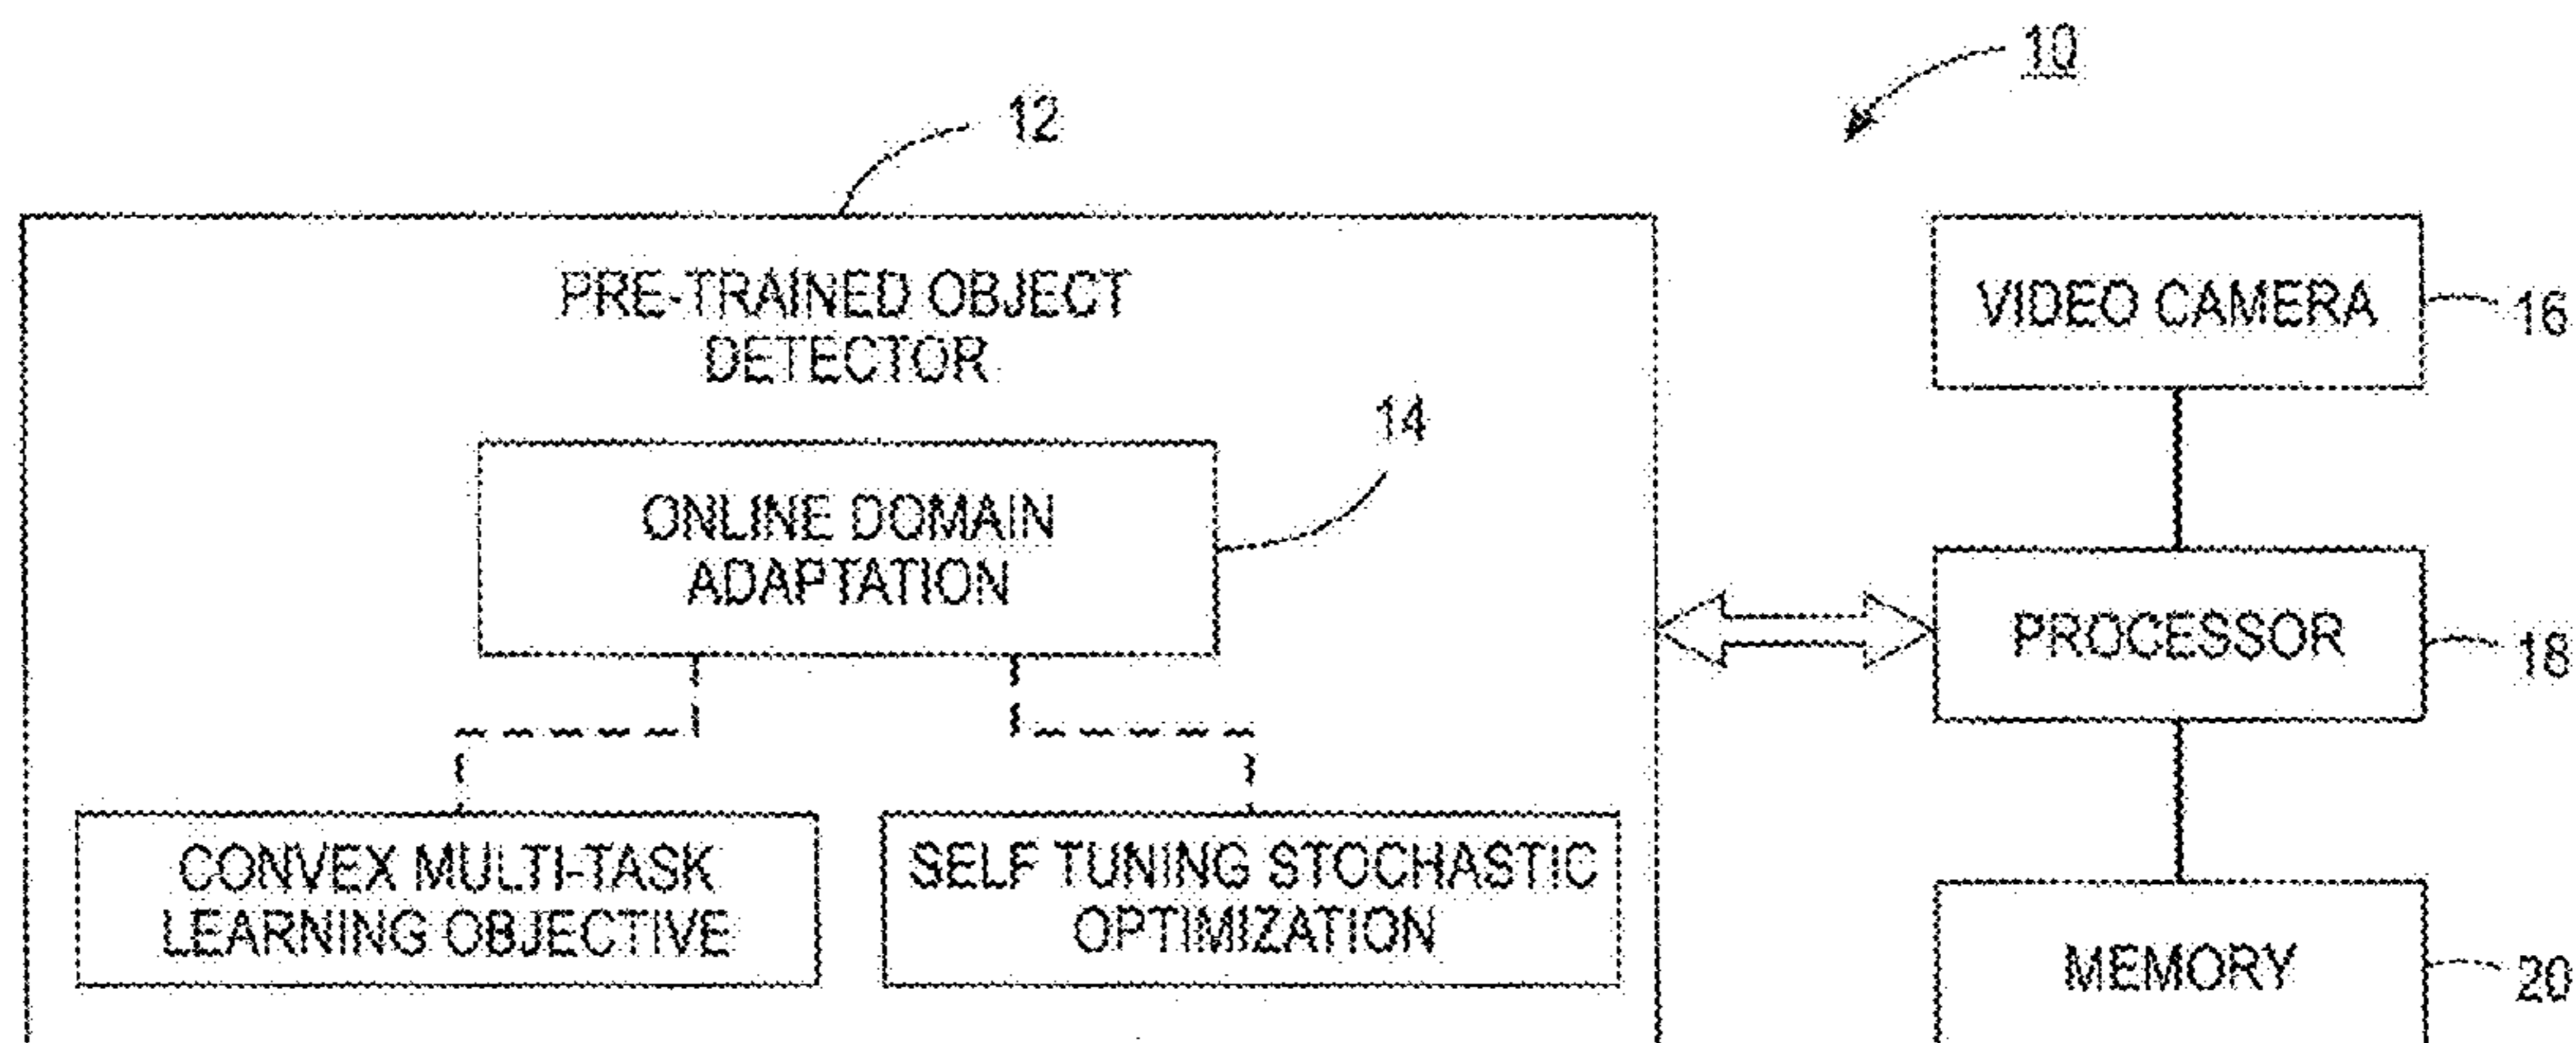 10
12
PRE-TRAINED OBJECT
DETECTOR
14
ONLINE DOMAIN
ADAPTATION
CONVEX MULTI-TASK
LEARNING OBJECTIVE
SELF TUNING STOCHASTIC
OPTIMIZATION
VIDEO CAMERA
16
PROCESSOR
18
MEMORY
20